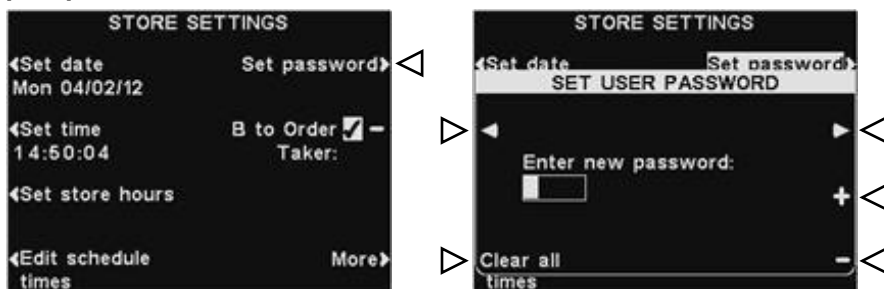 STORE SETTINGS
Set date
Set password
Mon 04/02/12
Set time
B to Order
14:50:04
Taker:
Set store hours
Edit schedule
More
times
STORE SETTINGS
Set date
Set password
SET USER PASSWORD
Enter new password:
+
Clear all
-
times